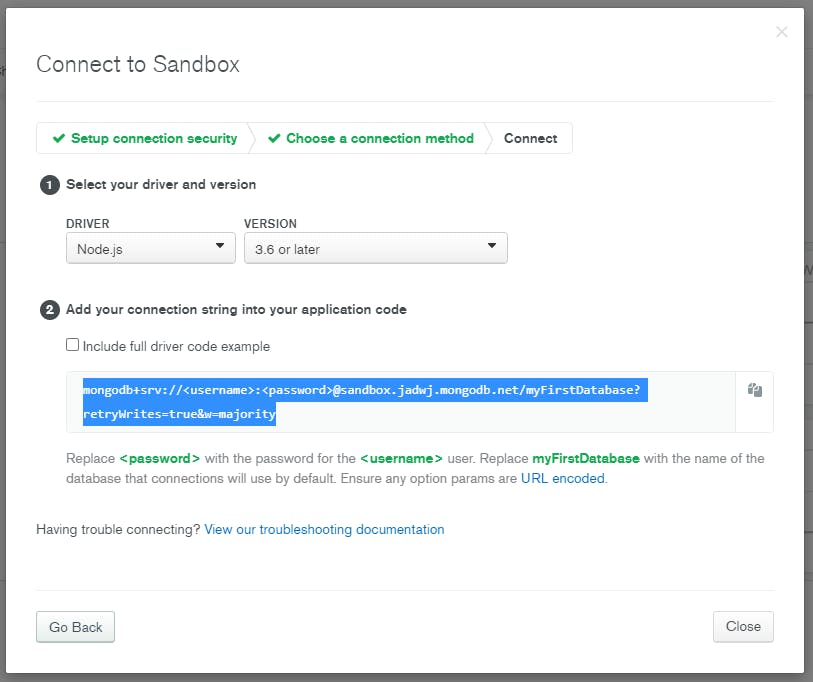 Connect to Sandbox
Setup connection security
Choose a connection method
Connect
1 Select your driver and version
DRIVER
VERSION
Node.js
3.6 or later
2 Add your connection string into your application code
Include full driver code example
mongodb+srv://<username>:<password>@sandbox.jadwj.mongodb.net/myFirstDatabase?
retryWrites=true&w=majority
Replace <password> with the password for the <username> user. Replace myFirstDatabase with the name of the
database that connections will use by default. Ensure any option params are URL encoded.
Having trouble connecting? View our troubleshooting documentation
Go Back
Close